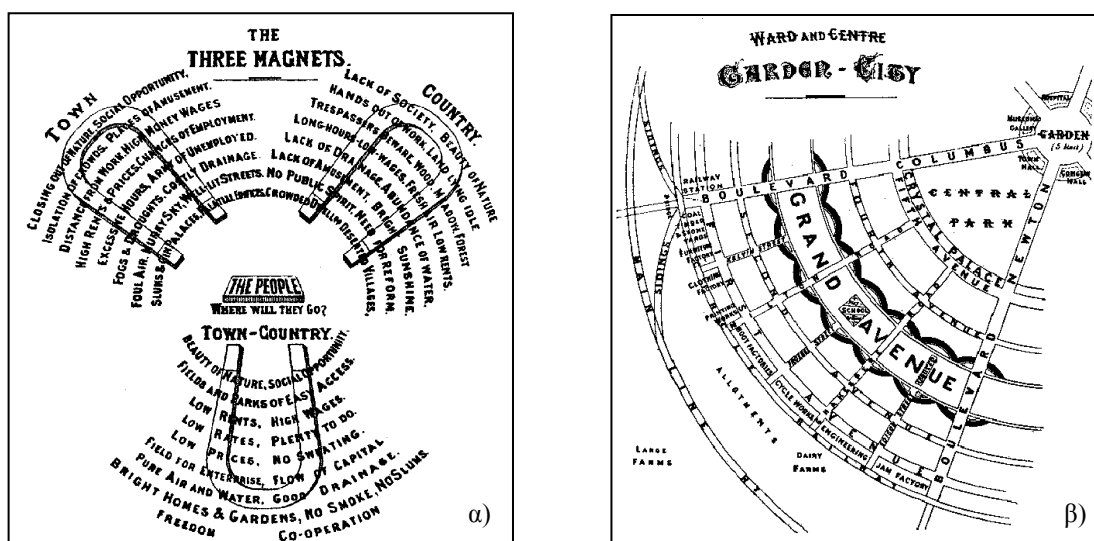 THE
THREE MAGNETS.
TOWN
CLOSING OUT OF NATURE. SOCIAL OPPORTUNITY.
ISOLATION OF CROWDS. PLACES OF AMUSEMENT.
DISTANCE FROM WORK. HIGH MONEY WAGES
HIGH RENTS & PRICES. CHANCES OF EMPLOYMENT.
EXCESSIVE HOURS. ARMY OF UNEMPLOYED.
FOGS & DROUGHTS. COSTLY DRAINAGE.
FOUL AIR. MURKY SKY. WELL-LIT STREETS.
SLUMS & GIN PALACES.
COUNTRY.
LACK OF SOCIETY. BEAUTY OF NATURE
HANDS OUT OF WORK. LAND LYING IDLE
TRESPASSERS BEWARE. WOOD, MEADOW, FOREST
LONG HOURS-LOW WAGES. FRESH AIR. LOW RENTS.
LACK OF DRAINAGE. ABUNDANCE OF WATER.
LACK OF AMUSEMENT. BRIGHT SUNSHINE.
NO PUBLIC SPIRIT. NEED FOR REFORM.
CROWDED DWELLINGS. DESERTED VILLAGES.
THE PEOPLE
WHERE WILL THEY GO?
TOWN-COUNTRY.
BEAUTY OF NATURE, SOCIAL OPPORTUNITY.
FIELDS AND PARKS OF EASY ACCESS.
LOW RENTS, HIGH WAGES.
LOW RATES, PLENTY TO DO.
LOW PRICES, NO SWEATING.
FIELD FOR ENTERPRISE, FLOW OF CAPITAL
PURE AIR AND WATER, GOOD DRAINAGE.
BRIGHT HOMES & GARDENS, NO SMOKE, NO SLUMS.
FREEDOM CO-OPERATION
α)
WARD AND CENTRE
GARDEN-CITY
HOSPITAL
GARDEN
TOWN HALL
COLUMBUS
BOULEVARD
RAILWAY STATION
CENTRAL
PARK
CRYSTAL PALACE
AVENUE
NEWTON
BOULEVARD
GRAND
AVENUE
SCHOOL
SIDINGS
MAIN LINE RAILWAY
FURNITURE FACTORY
CLOTHING FACTORY
PRINTING WORKS
BOOT FACTORIES
CYCLE WORKS
ENGINEERING
JAM FACTORY
ALLOTMENTS
LARGE FARMS
DAIRY FARMS
β)